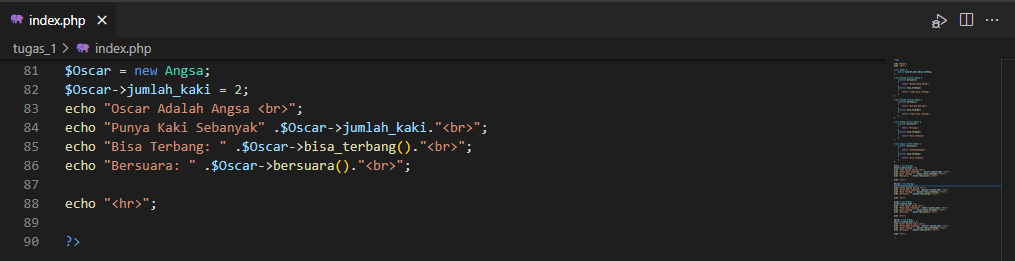 index.php
tugas_1 > index.php
81 $Oscar = new Angsa;
82 $Oscar->jumlah_kaki = 2;
83 echo "Oscar Adalah Angsa <br>";
84 echo "Punya Kaki Sebanyak" .$Oscar->jumlah_kaki."<br>";
85 echo "Bisa Terbang: " .$Oscar->bisa_terbang()."<br>";
86 echo "Bersuara: " .$Oscar->bersuara()."<br>";
87
88 echo "<hr>";
89
90 ?>